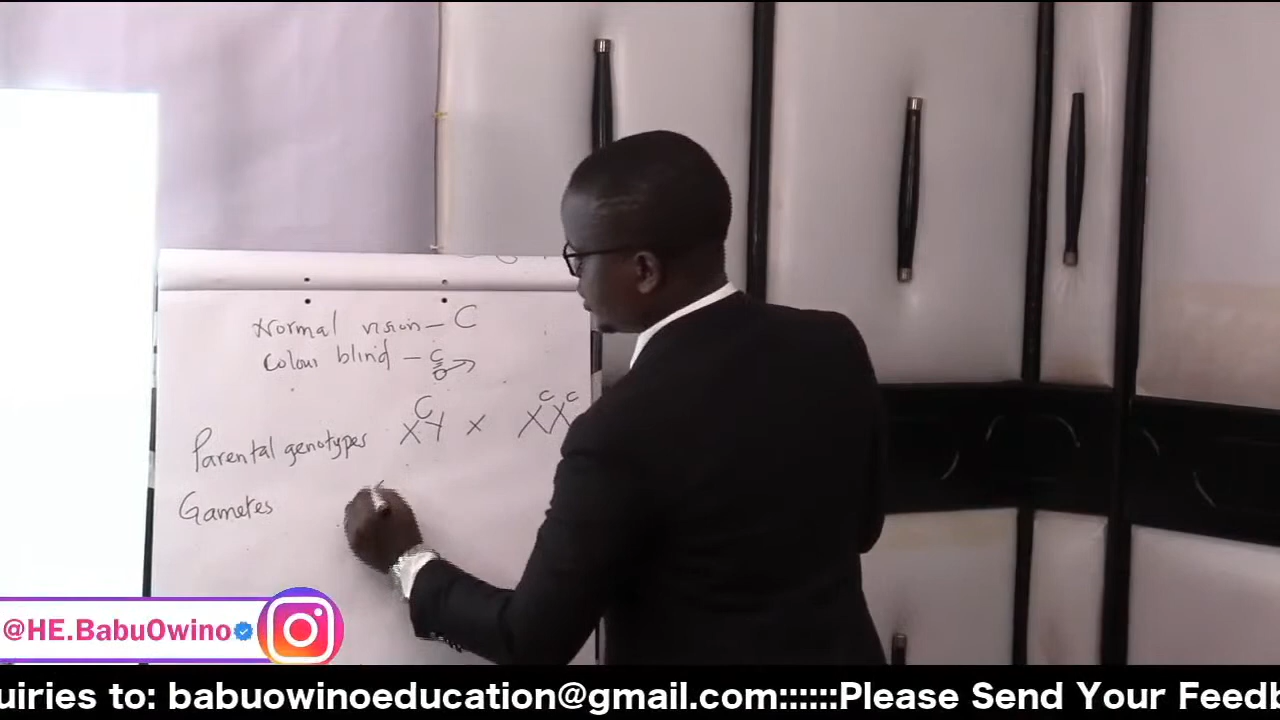 Normal vision – C
Colour blind – c
Parental genotypes X^C Y × X^c X^c
Gametes
@HE.BabuOwino
uiries to: babuowinoeducation@gmail.com::::::Please Send Your Feedb